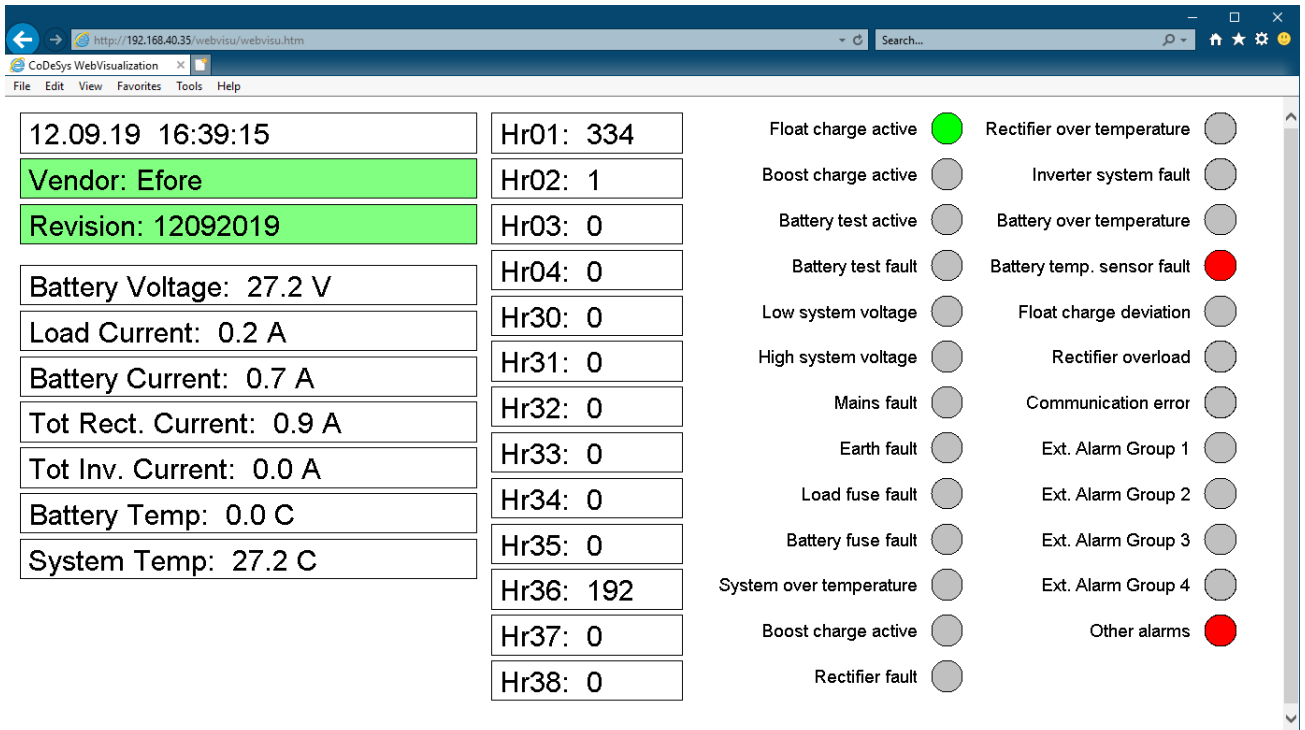 http://192.168.40.35/webvisu/webvisu.htm
Search...
CoDeSys WebVisualization
File Edit View Favorites Tools Help
12.09.19 16:39:15
Vendor: Efore
Revision: 12092019
Battery Voltage: 27.2 V
Load Current: 0.2 A
Battery Current: 0.7 A
Tot Rect. Current: 0.9 A
Tot Inv. Current: 0.0 A
Battery Temp: 0.0 C
System Temp: 27.2 C
Hr01: 334
Hr02: 1
Hr03: 0
Hr04: 0
Hr30: 0
Hr31: 0
Hr32: 0
Hr33: 0
Hr34: 0
Hr35: 0
Hr36: 192
Hr37: 0
Hr38: 0
Float charge active
Boost charge active
Battery test active
Battery test fault
Low system voltage
High system voltage
Mains fault
Earth fault
Load fuse fault
Battery fuse fault
System over temperature
Boost charge active
Rectifier fault
Rectifier over temperature
Inverter system fault
Battery over temperature
Battery temp. sensor fault
Float charge deviation
Rectifier overload
Communication error
Ext. Alarm Group 1
Ext. Alarm Group 2
Ext. Alarm Group 3
Ext. Alarm Group 4
Other alarms